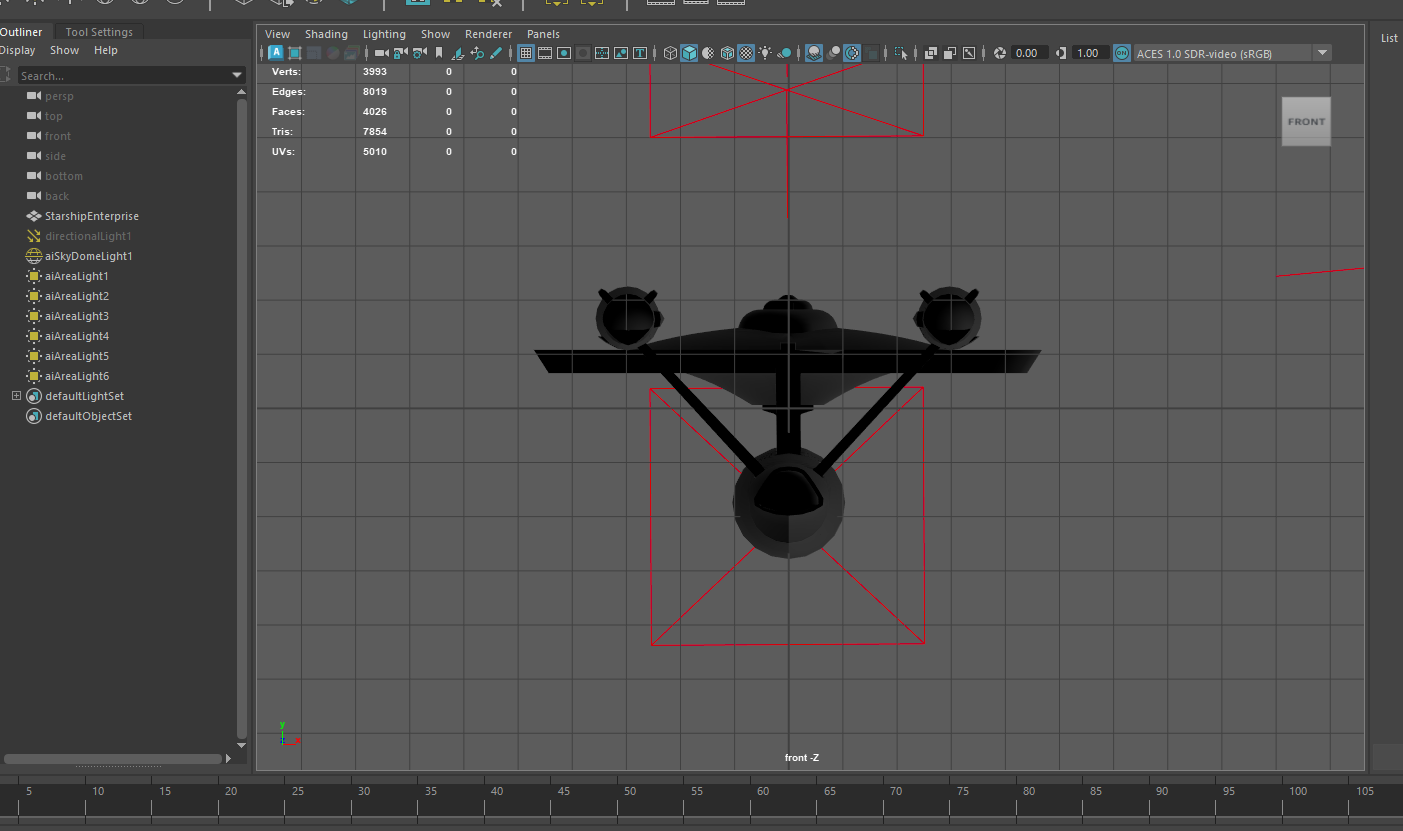 Outliner Tool Settings
Display Show Help
Search...
persp
top
front
side
bottom
back
StarshipEnterprise
directionalLight1
aiSkyDomeLight1
aiAreaLight1
aiAreaLight2
aiAreaLight3
aiAreaLight4
aiAreaLight5
aiAreaLight6
defaultLightSet
defaultObjectSet
View Shading Lighting Show Renderer Panels
A T 0.00 1.00 ON ACES 1.0 SDR-video (sRGB)
Verts: 3993 0 0
Edges: 8019 0 0
Faces: 4026 0 0
Tris: 7854 0 0
UVs: 5010 0 0
FRONT
y
x
front -Z
List
5 10 15 20 25 30 35 40 45 50 55 60 65 70 75 80 85 90 95 100 105